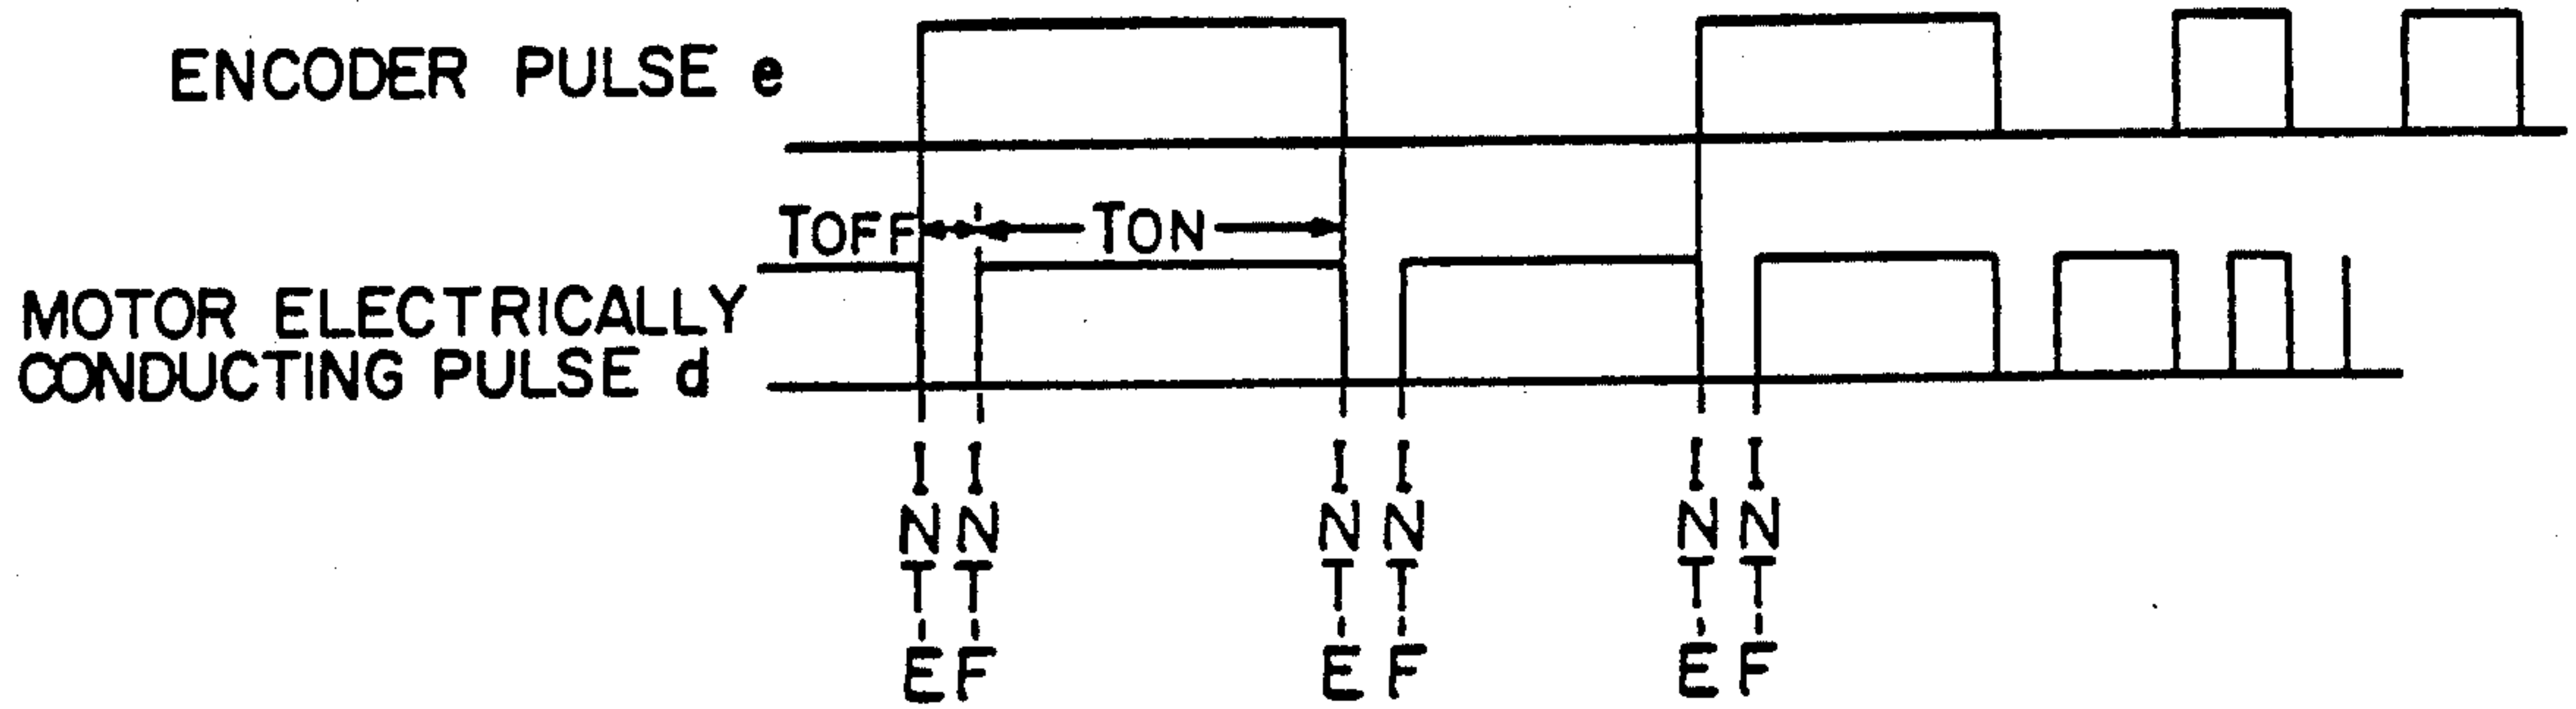 ENCODER PULSE e
TOFF TON
MOTOR ELECTRICALLY
CONDUCTING PULSE d
INT-E INT-F INT-E INT-F INT-E INT-F